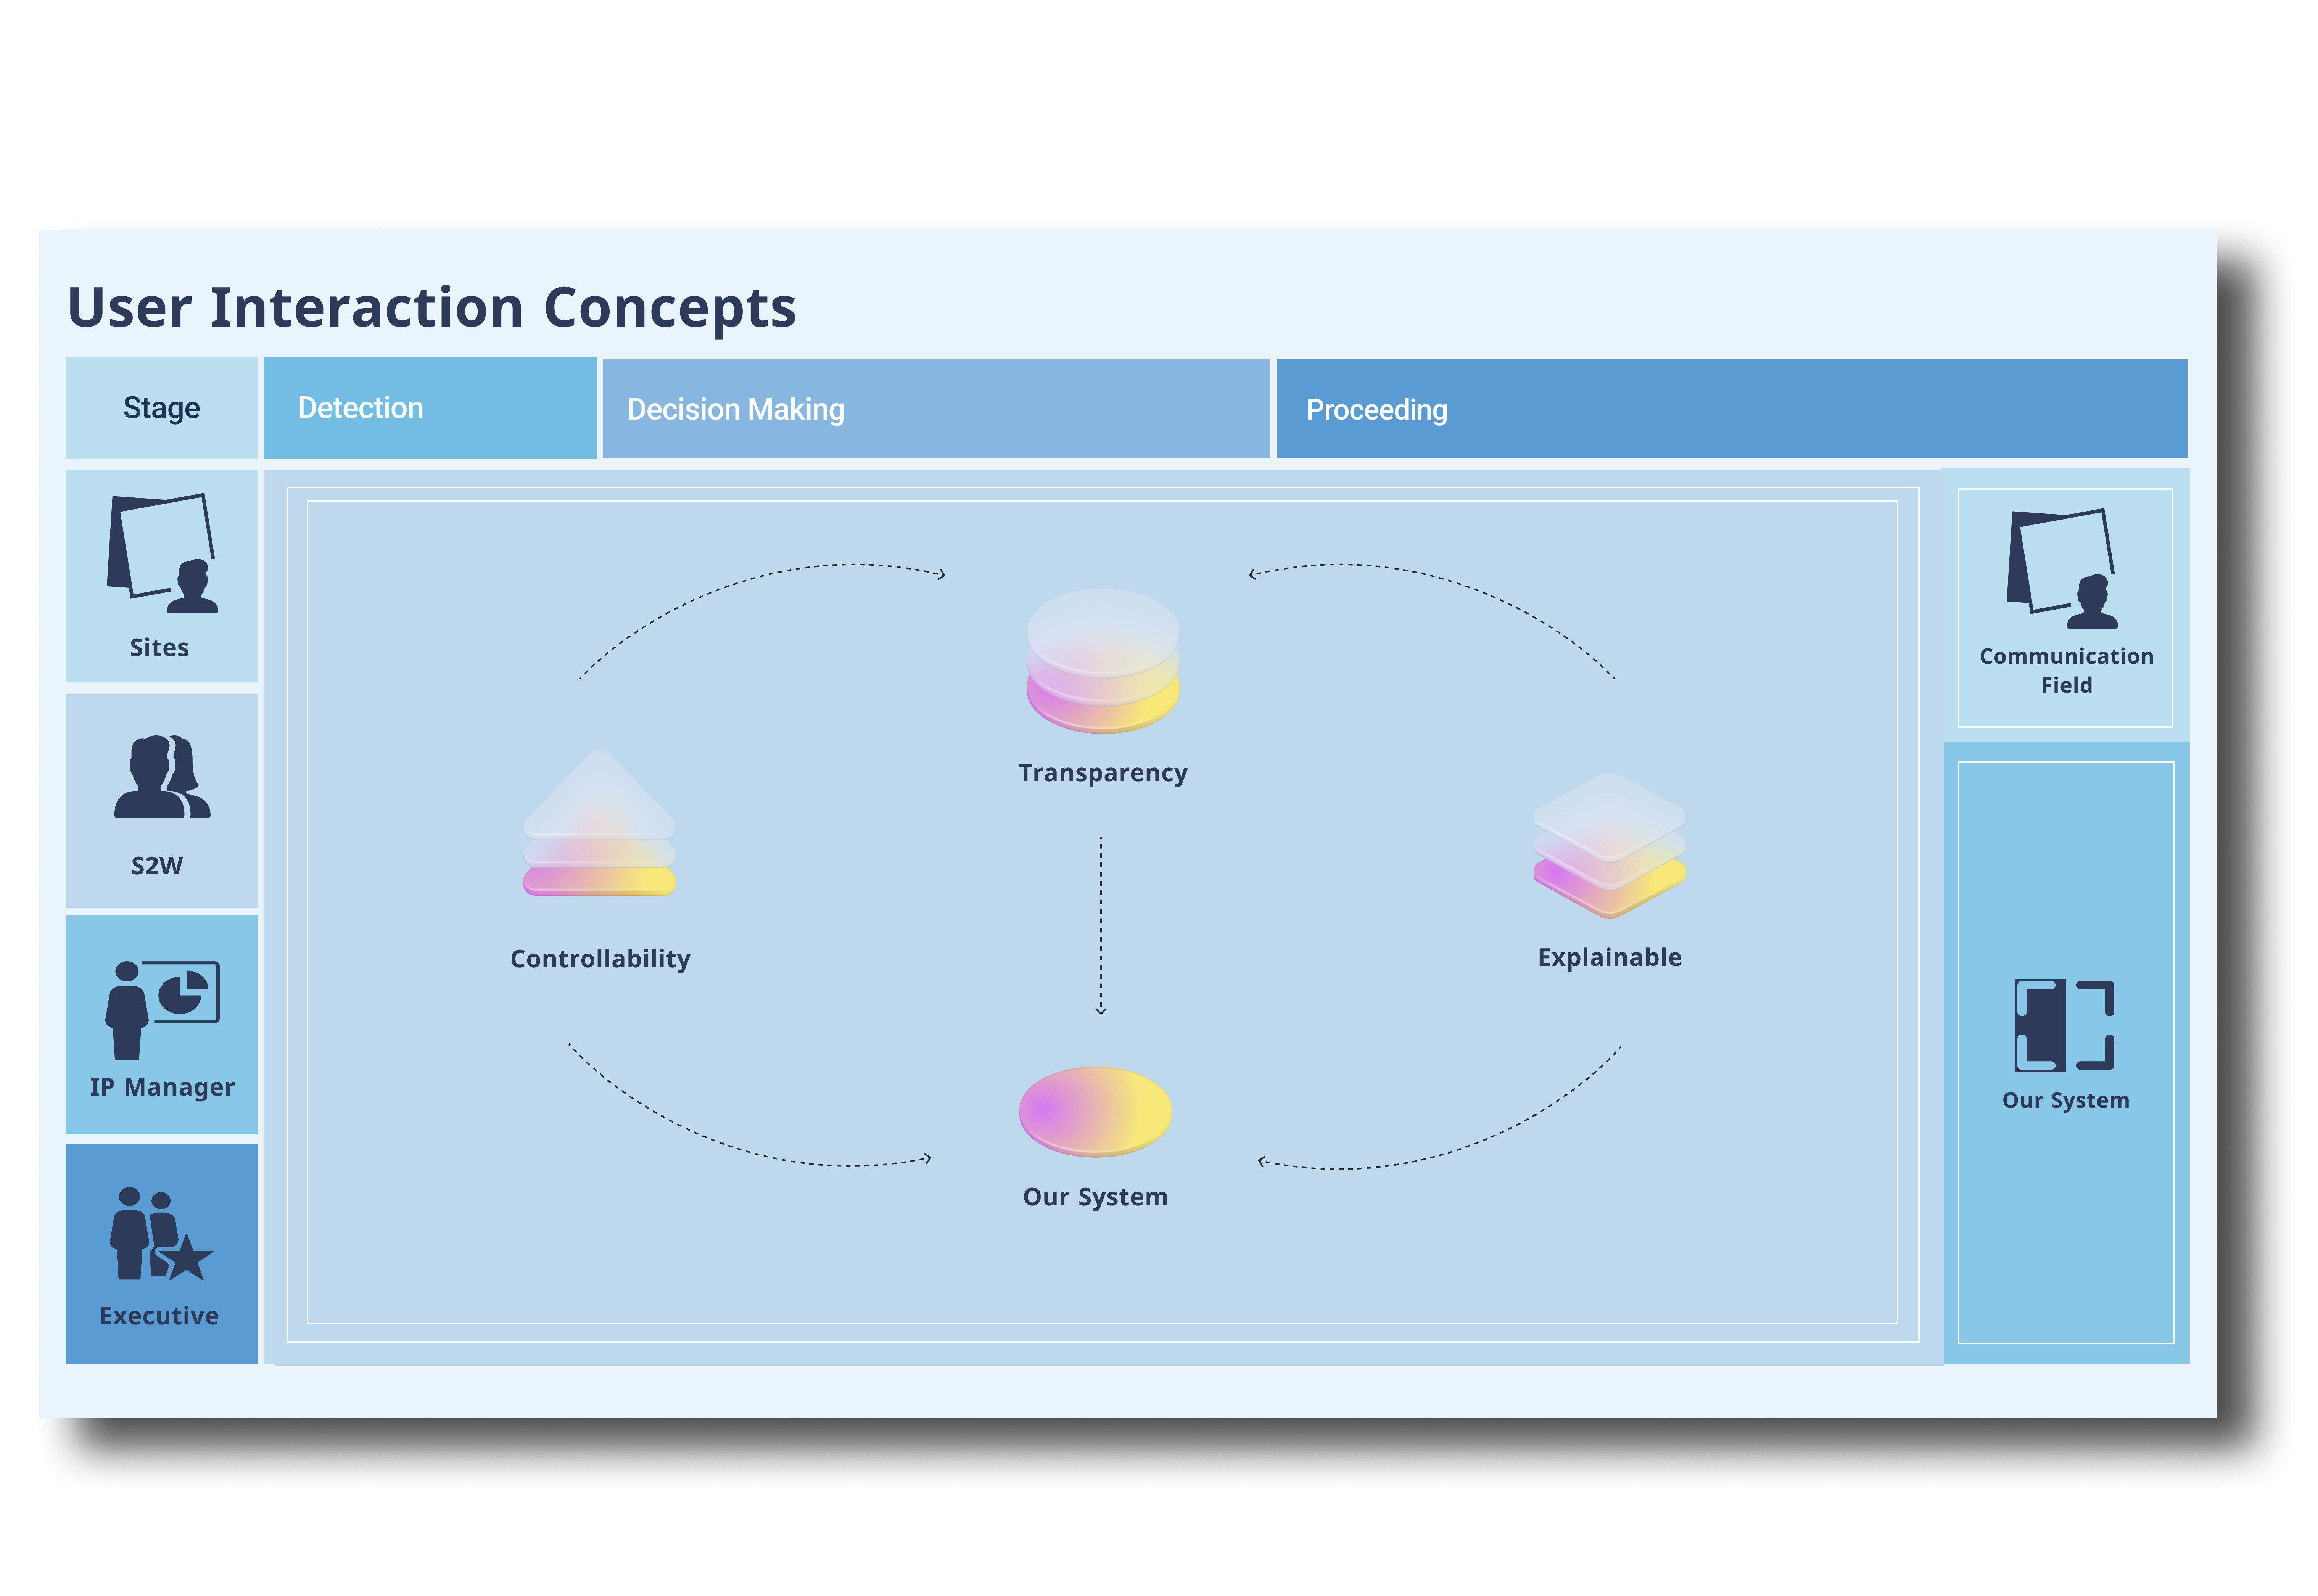 User Interaction Concepts
Stage
Detection
Decision Making
Proceeding
Sites
S2W
IP Manager
Executive
Transparency
Controllability
Explainable
Our System
Communication
Field
Our System